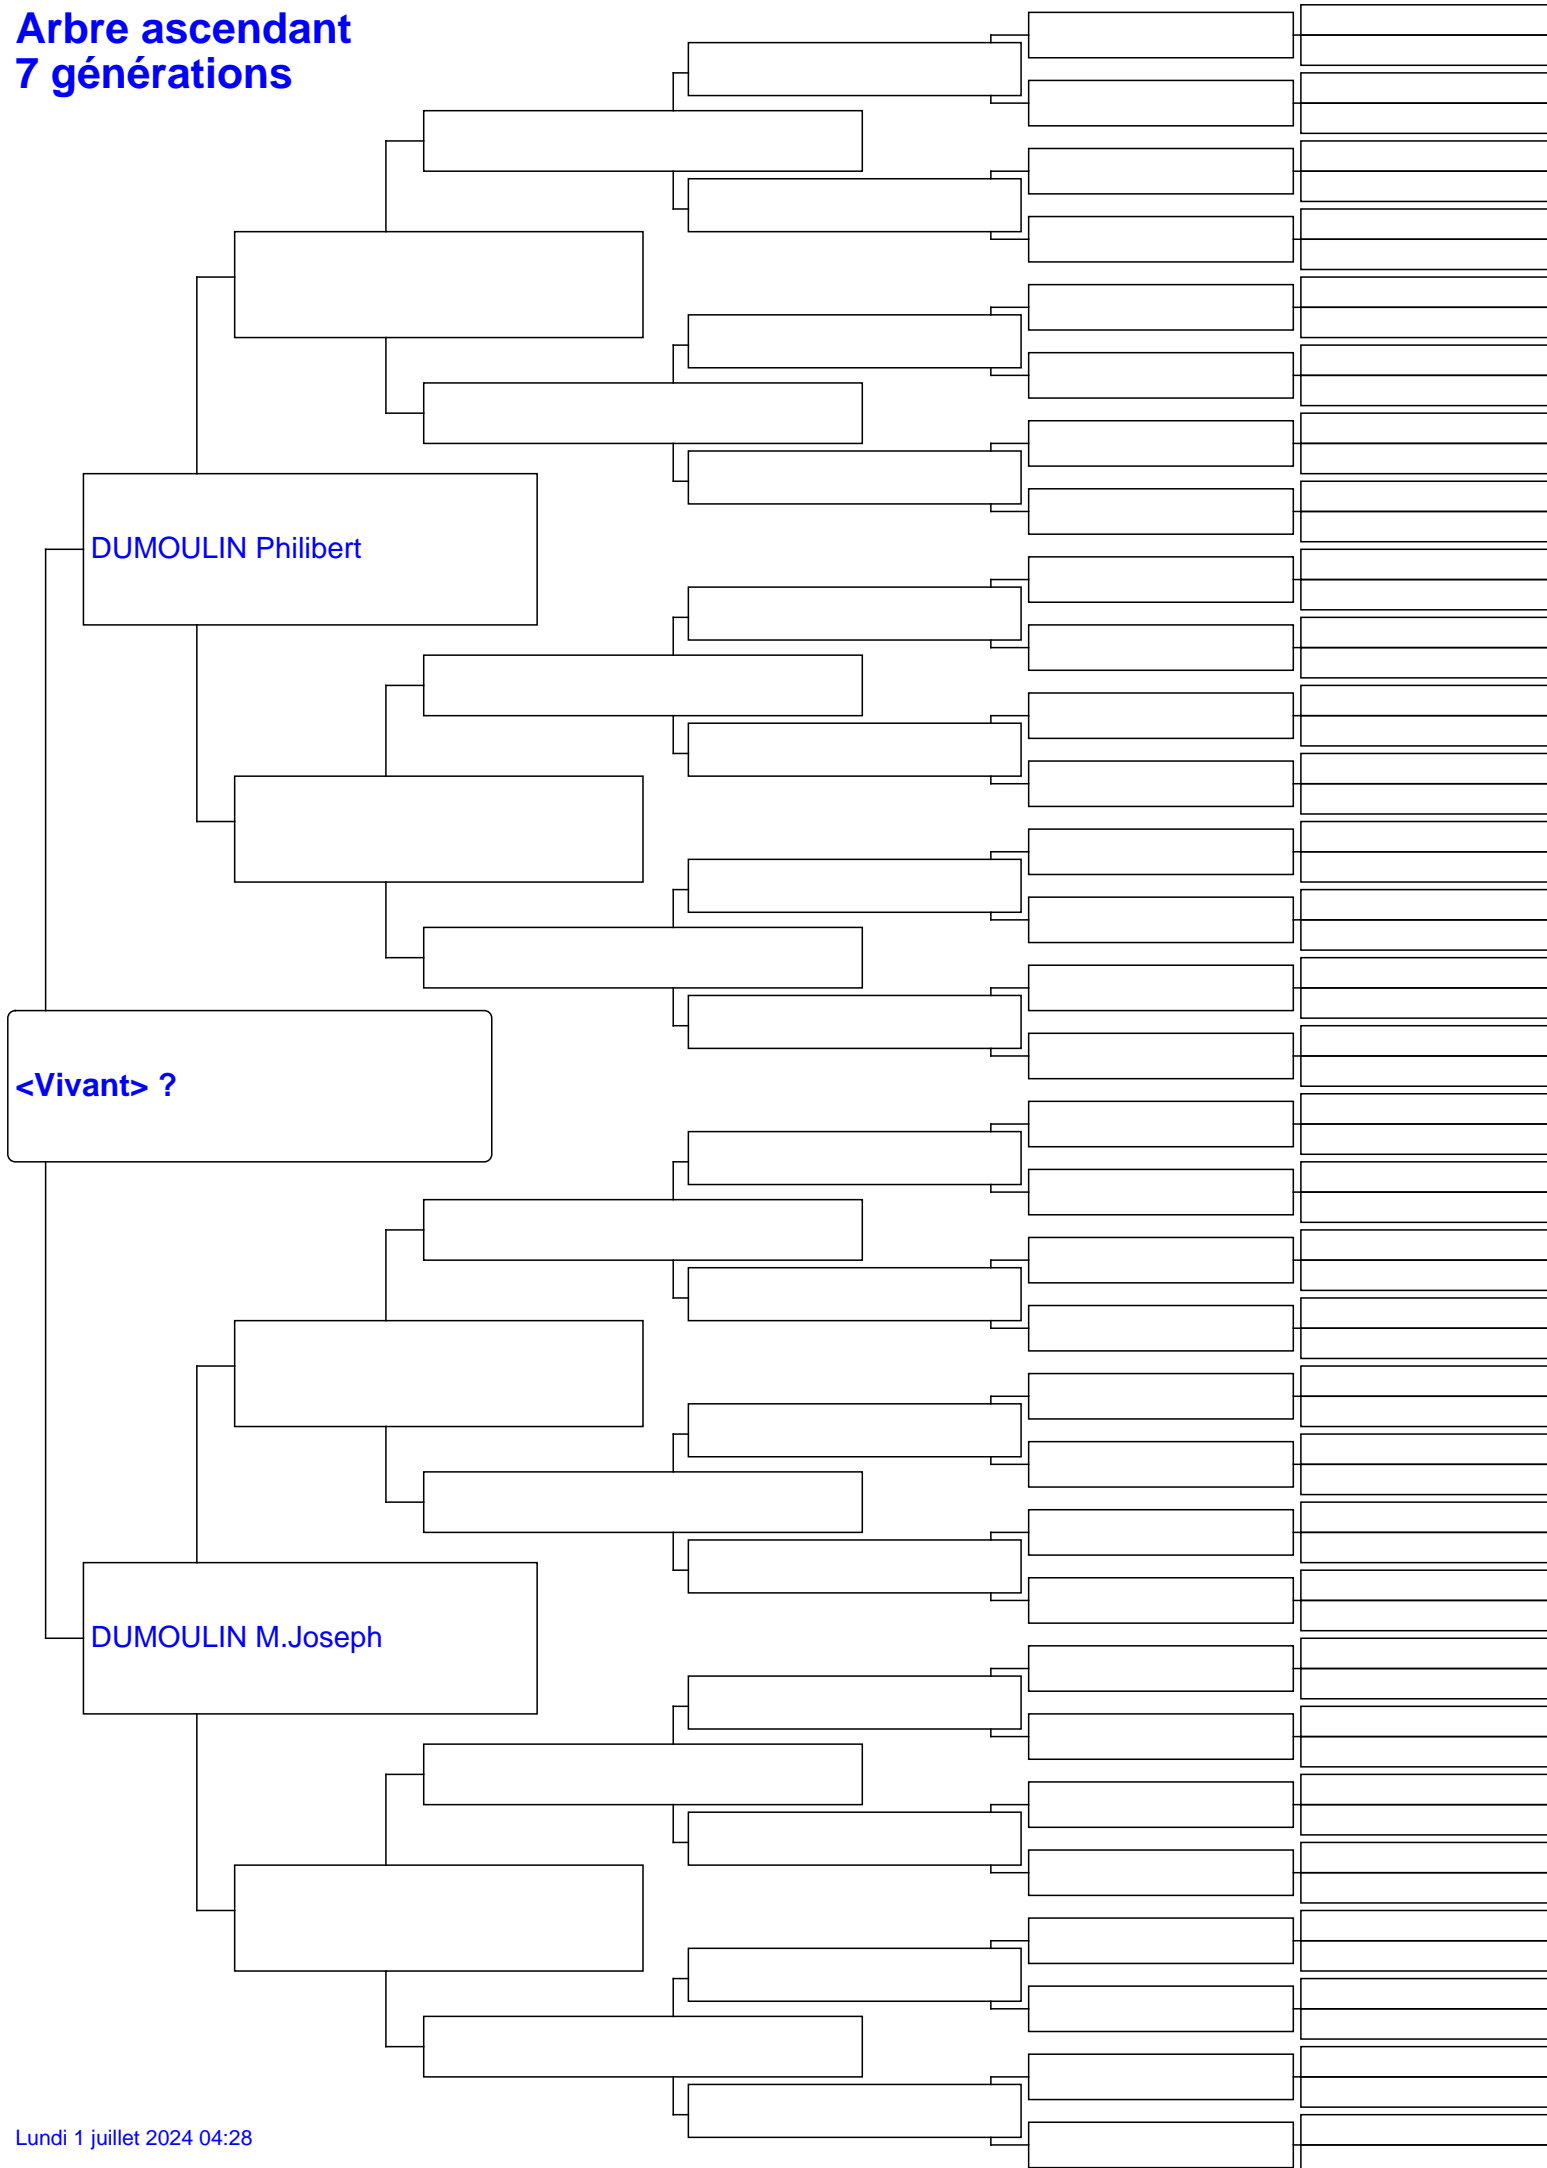 Arbre ascendant
7 générations
DUMOULIN Philibert
<Vivant> ?
DUMOULIN M.Joseph
Lundi 1 juillet 2024 04:28